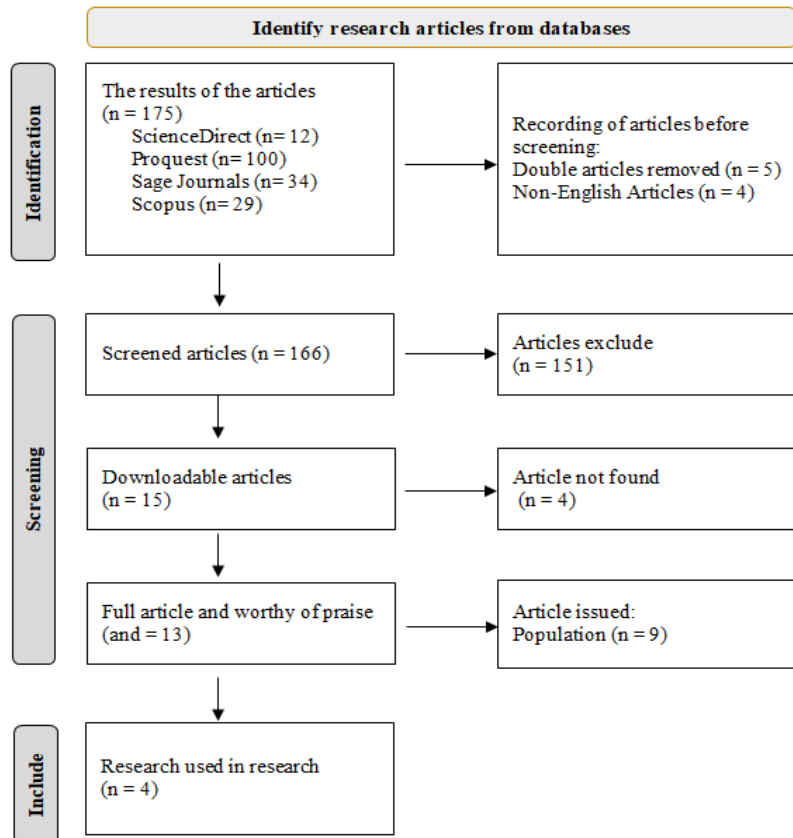 Identify research articles from databases
Identification
The results of the articles
(n = 175)
ScienceDirect (n= 12)
Proquest (n= 100)
Sage Journals (n= 34)
Scopus (n= 29)
Recording of articles before
screening:
Double articles removed (n = 5)
Non-English Articles (n = 4)
Screening
Screened articles (n = 166)
Articles exclude
(n = 151)
Downloadable articles
(n = 15)
Article not found
(n = 4)
Full article and worthy of praise
(and = 13)
Article issued:
Population (n = 9)
Include
Research used in research
(n = 4)